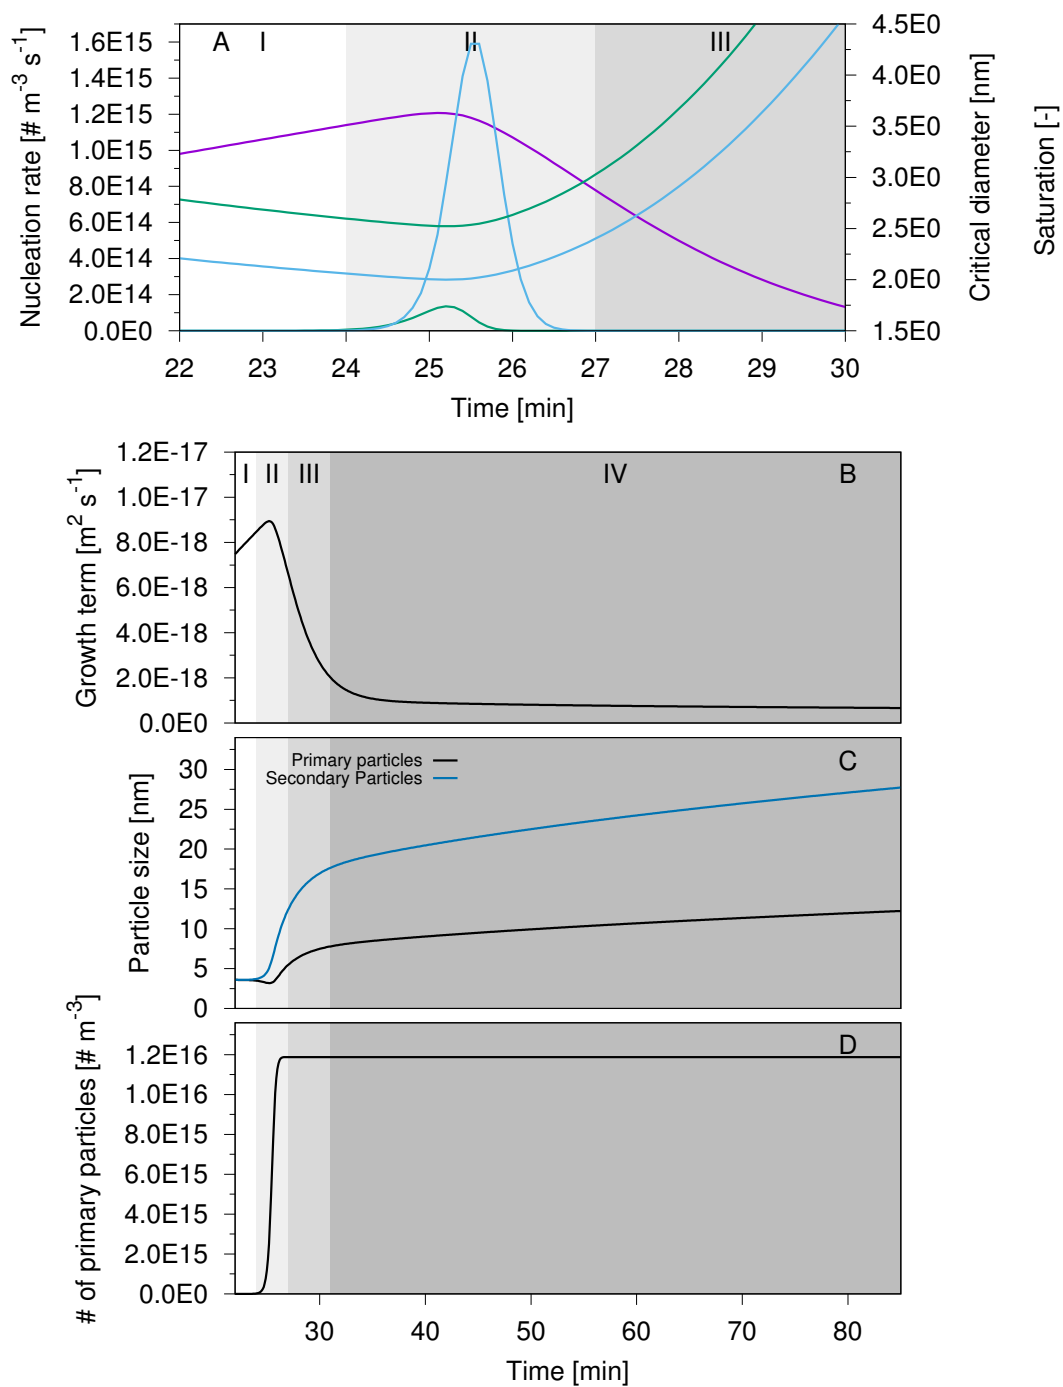 Nucleation rate [# m-3 s-1]
1.6E15
1.4E15
1.2E15
1.0E15
8.0E14
6.0E14
4.0E14
2.0E14
0.0E0
A
I
II
III
4.5E0
4.0E0
3.5E0
3.0E0
2.5E0
2.0E0
1.5E0
Critical diameter [nm]
Saturation [-]
22 23 24 25 26 27 28 29 30
Time [min]
Growth term [m2 s-1]
1.2E-17
1.0E-17
8.0E-18
6.0E-18
4.0E-18
2.0E-18
0.0E0
I II III IV B
Particle size [nm]
30
25
20
15
10
5
0
Primary particles
Secondary Particles
C
# of primary particles [# m-3]
1.2E16
1.0E16
8.0E15
6.0E15
4.0E15
2.0E15
0.0E0
D
30 40 50 60 70 80
Time [min]